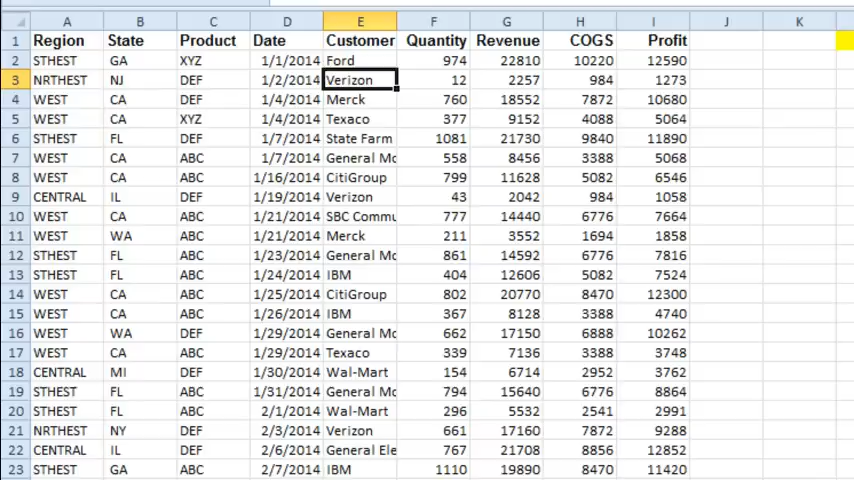 A B C D E F G H I J K
1 Region State Product Date Customer Quantity Revenue COGS Profit
2 STHEST GA XYZ 1/1/2014 Ford 974 22810 10220 12590
3 NRTHEST NJ DEF 1/2/2014 Verizon 12 2257 984 1273
4 WEST CA DEF 1/4/2014 Merck 760 18552 7872 10680
5 WEST CA XYZ 1/4/2014 Texaco 377 9152 4088 5064
6 STHEST FL DEF 1/7/2014 State Farm 1081 21730 9840 11890
7 WEST CA ABC 1/7/2014 General Mo 558 8456 3388 5068
8 WEST CA ABC 1/16/2014 CitiGroup 799 11628 5082 6546
9 CENTRAL IL DEF 1/19/2014 Verizon 43 2042 984 1058
10 WEST CA ABC 1/21/2014 SBC Commu 777 14440 6776 7664
11 WEST WA ABC 1/21/2014 Merck 211 3552 1694 1858
12 STHEST FL ABC 1/23/2014 General Mo 861 14592 6776 7816
13 STHEST FL ABC 1/24/2014 IBM 404 12606 5082 7524
14 WEST CA ABC 1/25/2014 CitiGroup 802 20770 8470 12300
15 WEST CA ABC 1/26/2014 IBM 367 8128 3388 4740
16 WEST WA DEF 1/29/2014 General Mo 662 17150 6888 10262
17 WEST CA ABC 1/29/2014 Texaco 339 7136 3388 3748
18 CENTRAL MI DEF 1/30/2014 Wal-Mart 154 6714 2952 3762
19 STHEST FL ABC 1/31/2014 General Mo 794 15640 6776 8864
20 STHEST FL ABC 2/1/2014 Wal-Mart 296 5532 2541 2991
21 NRTHEST NY DEF 2/3/2014 Verizon 661 17160 7872 9288
22 CENTRAL IL DEF 2/6/2014 General Ele 767 21708 8856 12852
23 STHEST GA ABC 2/7/2014 IBM 1110 19890 8470 11420